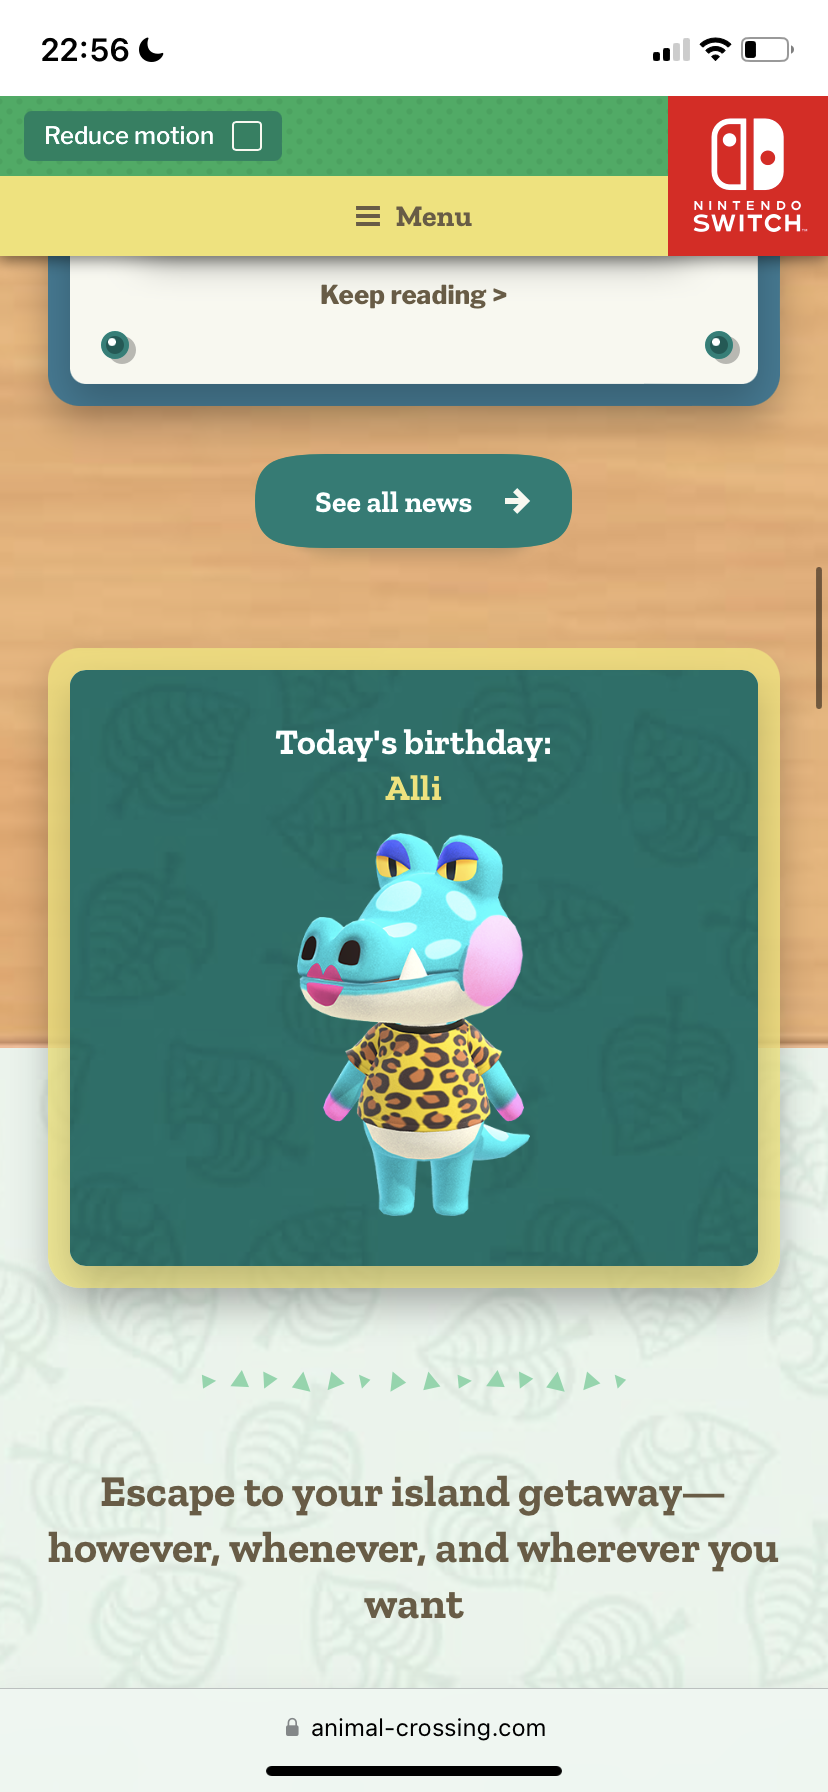 22:56
Reduce motion
NINTENDO
SWITCH™
Menu
Keep reading >
See all news
Today's birthday:
Alli
Escape to your island getaway—
however, whenever, and wherever you
want
animal-crossing.com